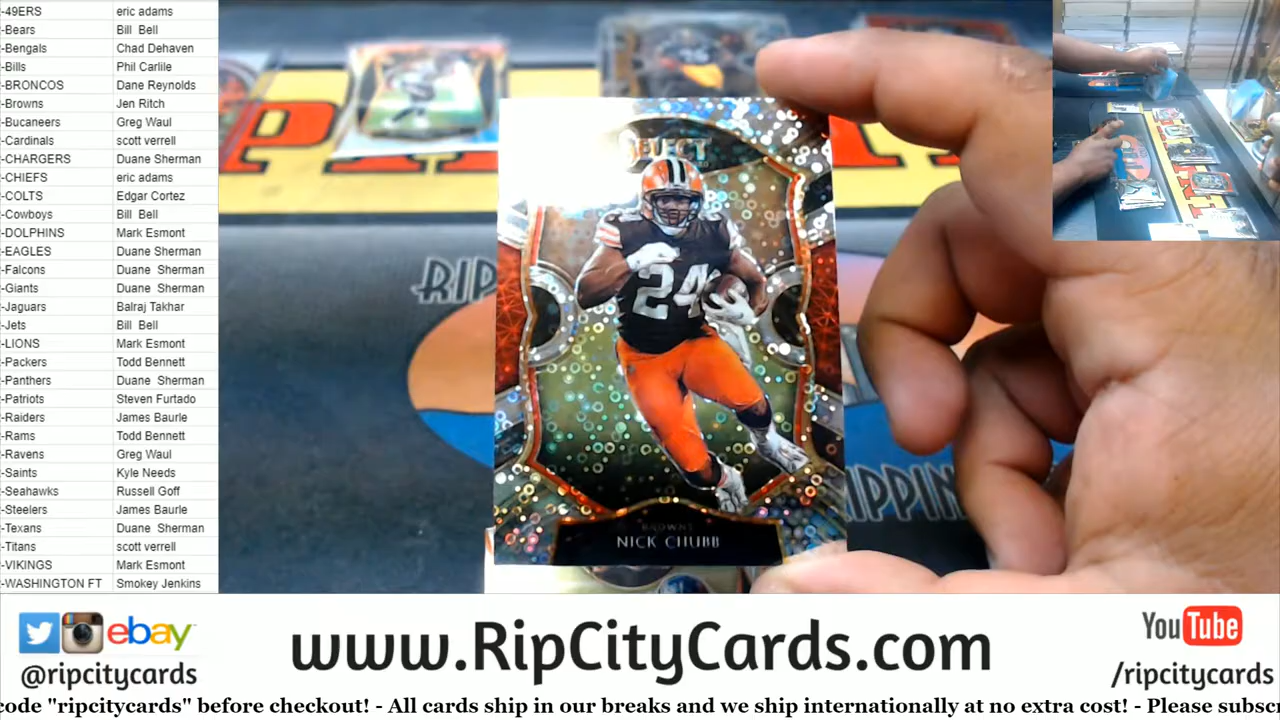 -49ERS eric adams
-Bears Bill Bell
-Bengals Chad Dehaven
-Bills Phil Carlile
-BRONCOS Dane Reynolds
-Browns Jen Ritch
-Bucaneers Greg Waul
-Cardinals scott verrell
-CHARGERS Duane Sherman
-CHIEFS eric adams
-COLTS Edgar Cortez
-Cowboys Bill Bell
-DOLPHINS Mark Esmont
-EAGLES Duane Sherman
-Falcons Duane Sherman
-Giants Duane Sherman
-Jaguars Balraj Takhar
-Jets Bill Bell
-LIONS Mark Esmont
-Packers Todd Bennett
-Panthers Duane Sherman
-Patriots Steven Furtado
-Raiders James Baurle
-Rams Todd Bennett
-Ravens Greg Waul
-Saints Kyle Needs
-Seahawks Russell Goff
-Steelers James Baurle
-Texans Duane Sherman
-Titans scott verrell
-VIKINGS Mark Esmont
-WASHINGTON FT Smokey Jenkins
SELECT
24
BROWNS
NICK CHUBB
RIP
RIPPIN
ebay
@ripcitycards
www.RipCityCards.com
YouTube
/ripcitycards
code "ripcitycards" before checkout! - All cards ship in our breaks and we ship internationally at no extra cost! - Please subsc